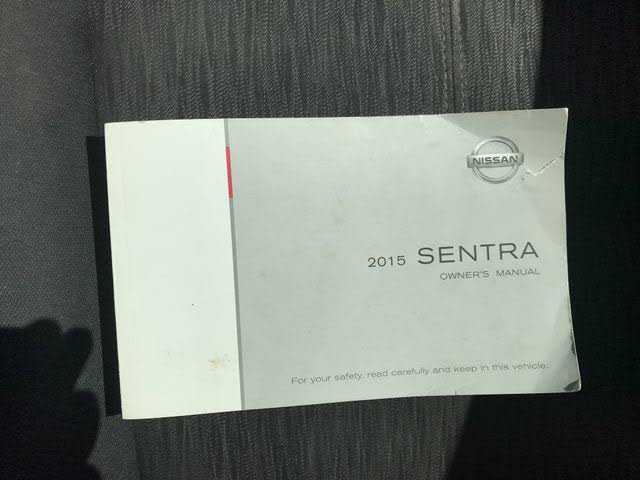 NISSAN
2015 SENTRA
OWNER'S MANUAL
For your safety, read carefully and keep in this vehicle.